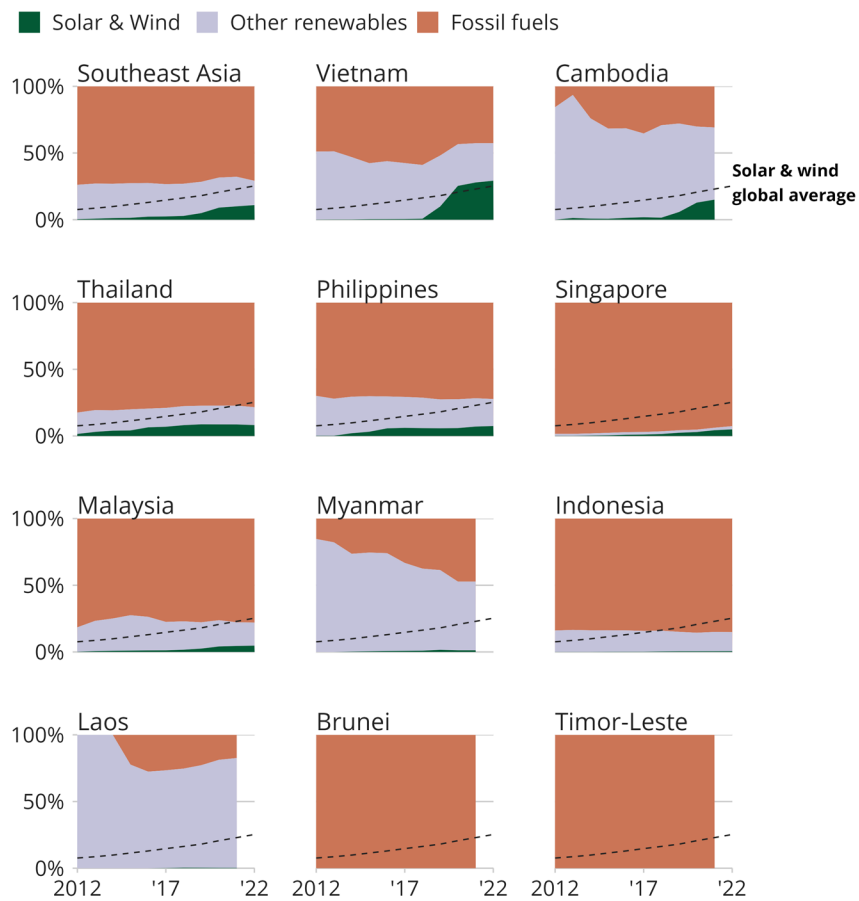 Solar & Wind Other renewables Fossil fuels
Southeast Asia Vietnam Cambodia
100%
50%
Solar & wind
global average
0%
Thailand Philippines Singapore
100%
50%
0%
Malaysia Myanmar Indonesia
100%
50%
0%
Laos Brunei Timor-Leste
100%
50%
0%
2012 '17 '22 2012 '17 '22 2012 '17 '22